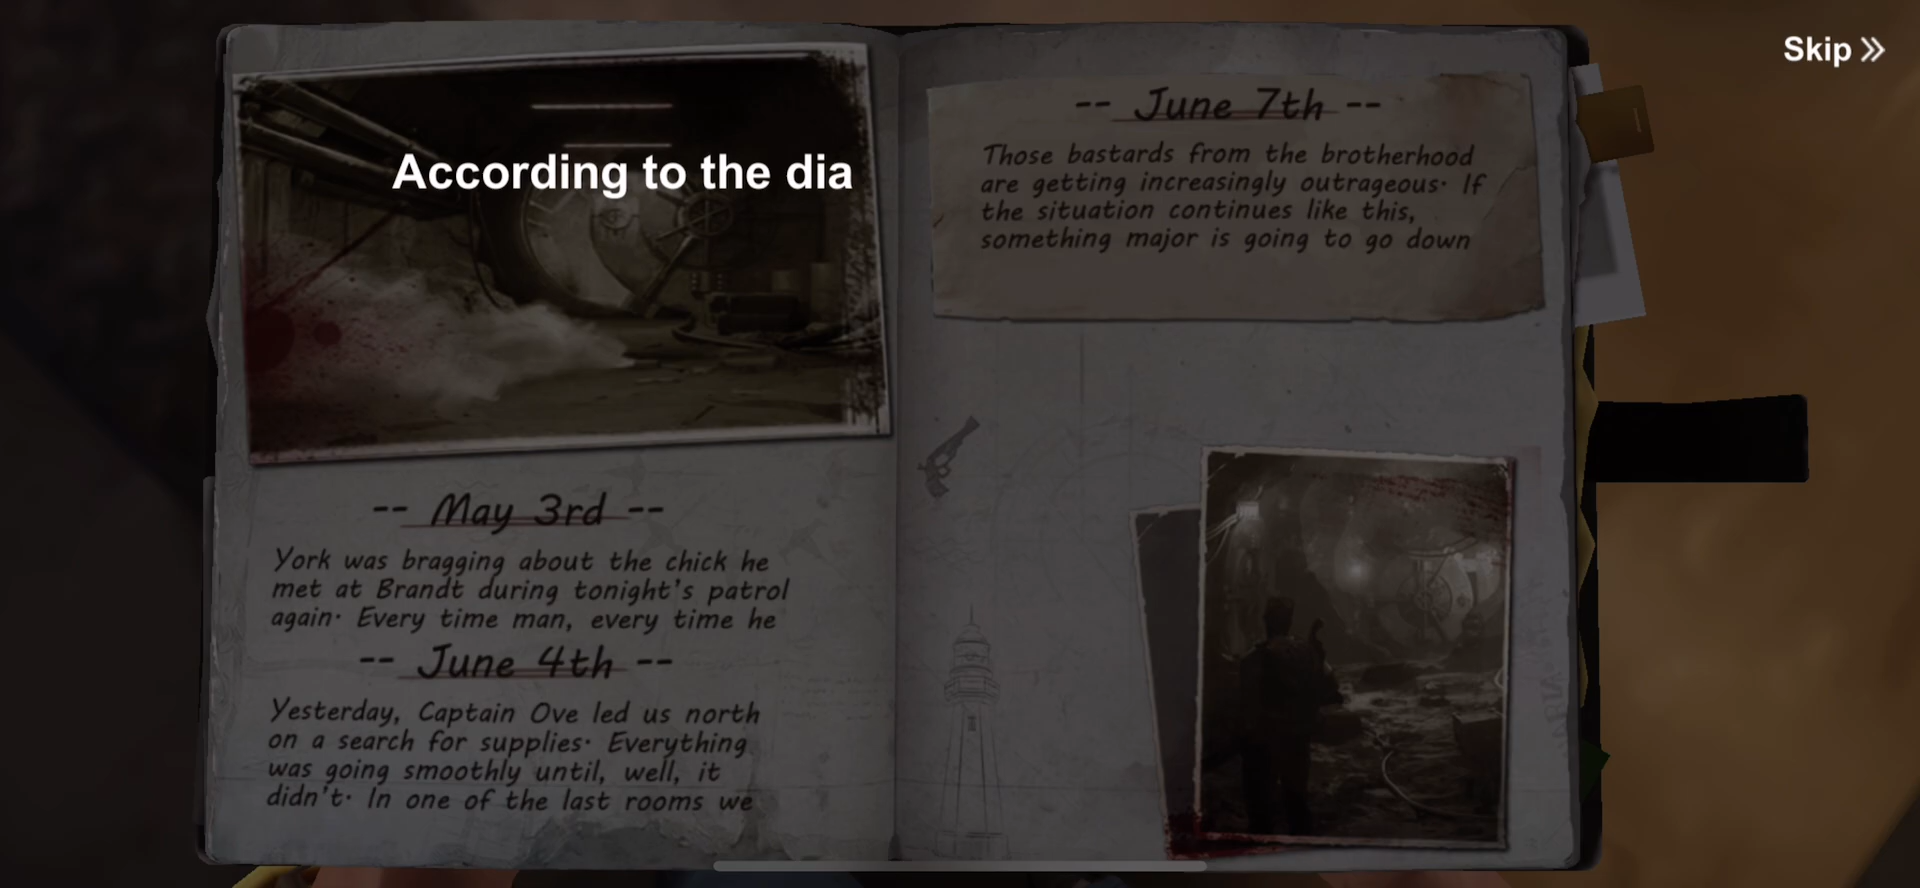 Skip
According to the dia
-- May 3rd --
York was bragging about the chick he
met at Brandt during tonight's patrol
again. Every time man, every time he
-- June 4th --
Yesterday, Captain Ove led us north
on a search for supplies. Everything
was going smoothly until, well, it
didn't. In one of the last rooms we
-- June 7th --
Those bastards from the brotherhood
are getting increasingly outrageous. If
the situation continues like this,
something major is going to go down